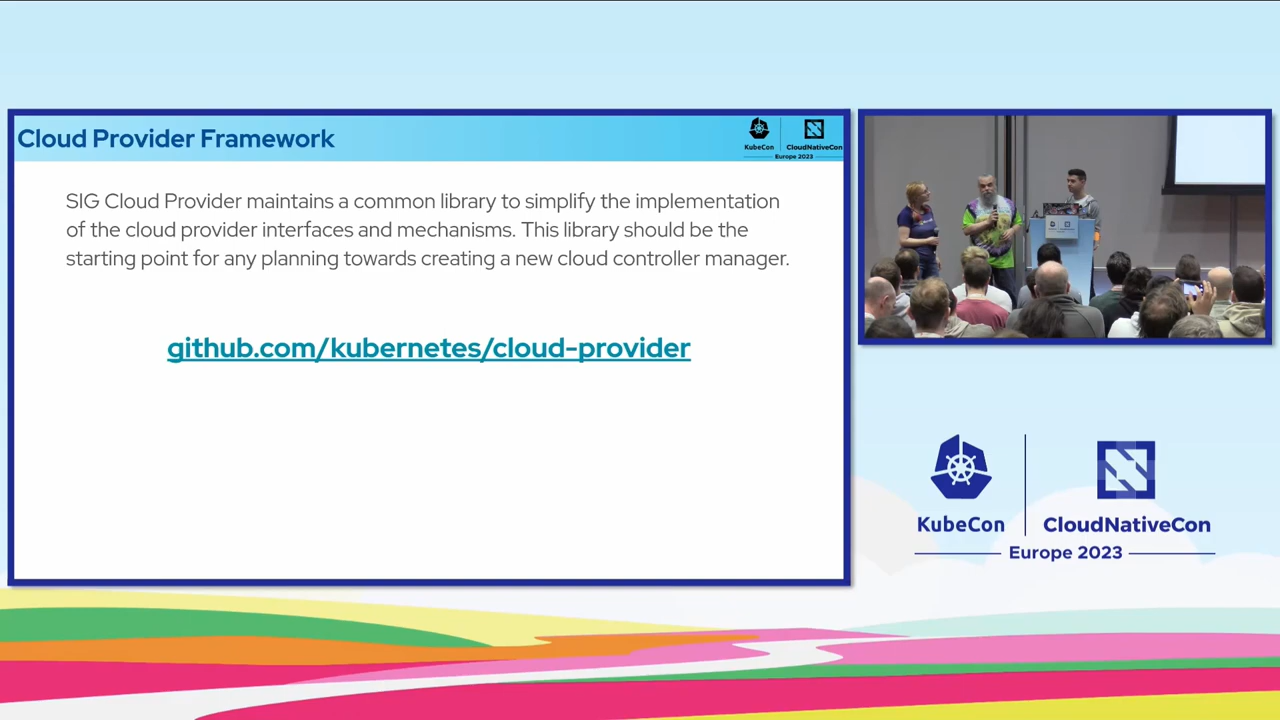 Cloud Provider Framework
KubeCon
CloudNativeCon
Europe 2023
SIG Cloud Provider maintains a common library to simplify the implementation
of the cloud provider interfaces and mechanisms. This library should be the
starting point for any planning towards creating a new cloud controller manager.
github.com/kubernetes/cloud-provider
KubeCon
CloudNativeCon
Europe 2023